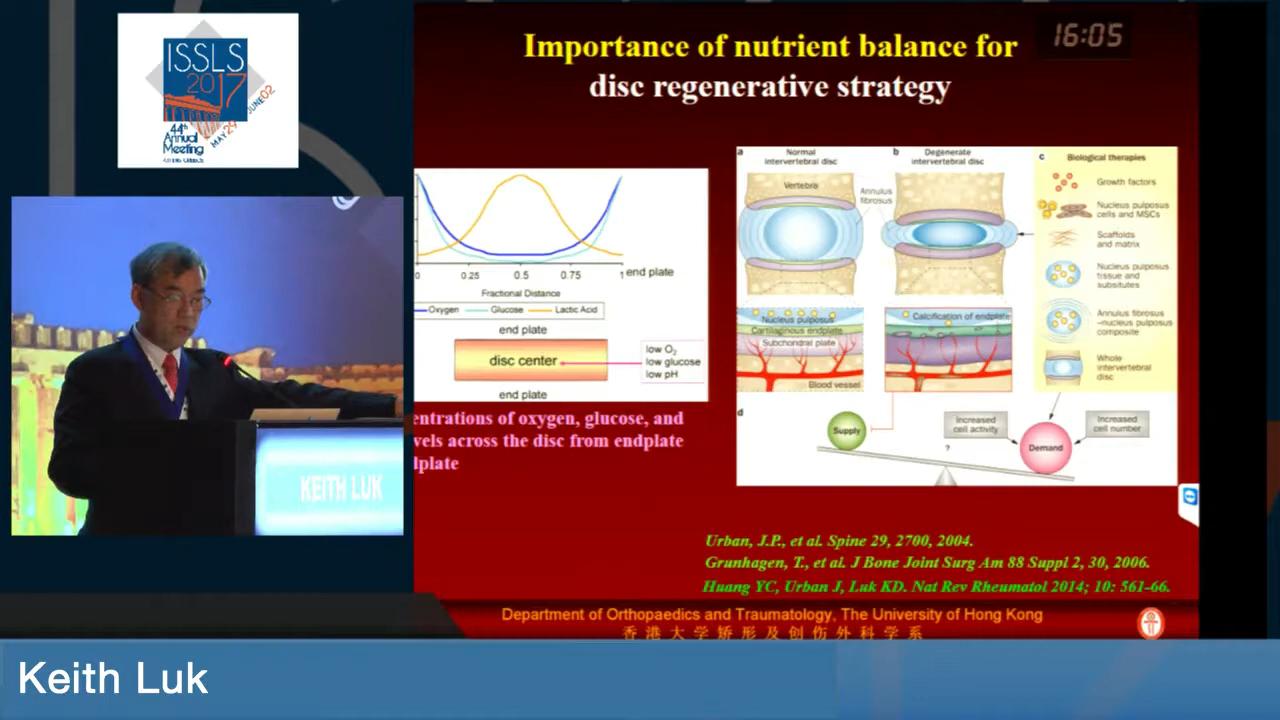 ISSLS
2017
44th
Annual
Meeting
MAY 29
JUNE 02
KEITH LUK
Importance of nutrient balance for
disc regenerative strategy
16:05
0.25
0.5
0.75
1
end plate
Fractional Distance
Oxygen
Glucose
Lactic Acid
end plate
disc center
low O2
low glucose
low pH
end plate
entrations of oxygen, glucose, and
vels across the disc from endplate
lplate
a
Normal
intervertebral disc
b
Degenerate
intervertebral disc
c
Biological therapies
Vertebra
Annulus
fibrosus
Growth factors
Nucleus pulposus
cells and MSCs
Scaffolds
and matrix
Nucleus pulposus
tissue and
subsitutes
Annulus fibrosus
–nucleus pulposus
composite
Whole
intervertebral
disc
Nucleus pulposus
Cartilaginous endplate
Subchondral plate
Blood vessel
Calcification of endplate
d
Supply
?
Increased
cell activity
Increased
cell number
Demand
Urban, J.P., et al. Spine 29, 2700, 2004.
Grunhagen, T., et al. J Bone Joint Surg Am 88 Suppl 2, 30, 2006.
Huang YC, Urban J, Luk KD. Nat Rev Rheumatol 2014; 10: 561-66.
Department of Orthopaedics and Traumatology, The University of Hong Kong
香港大学矫形及创伤外科学系
Keith Luk